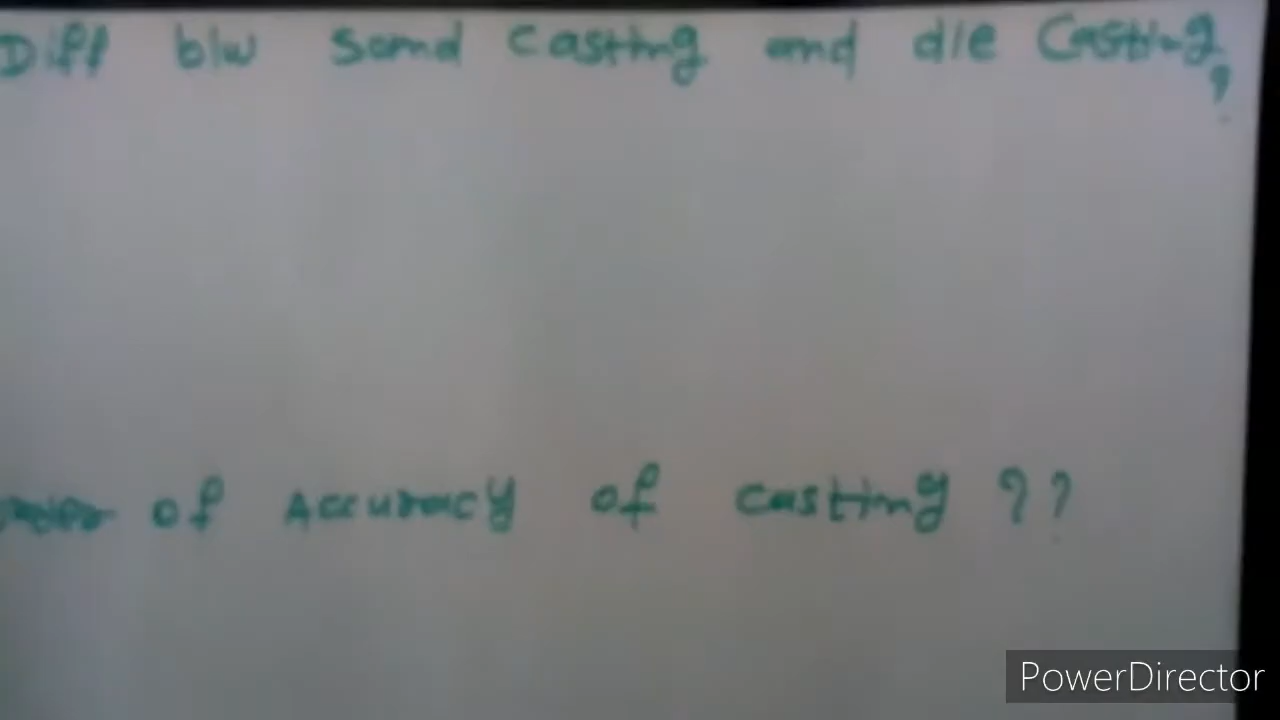 Diff b/w Sand casting and die Casting?
of Accuracy of casting ??
PowerDirector